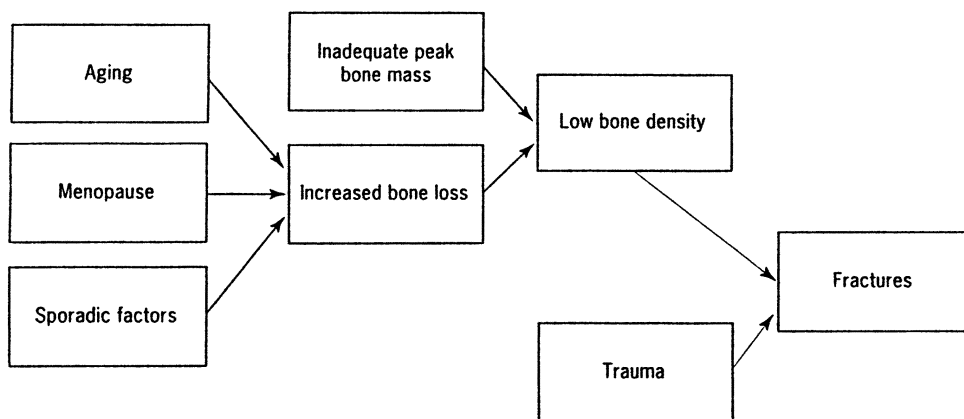 Aging
Inadequate peak
bone mass
Low bone density
Menopause
Increased bone loss
Sporadic factors
Fractures
Trauma